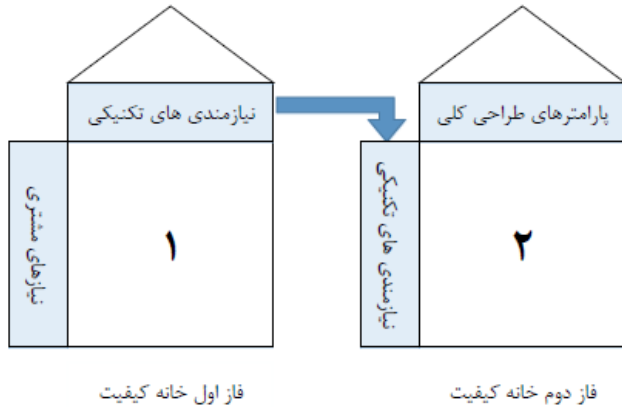 نیازمندی های تکنیکی
پارامترهای طراحی کلی
نیازهای مشتری
۱
نیازمندی های تکنیکی
۲
فاز اول خانه کیفیت
فاز دوم خانه کیفیت